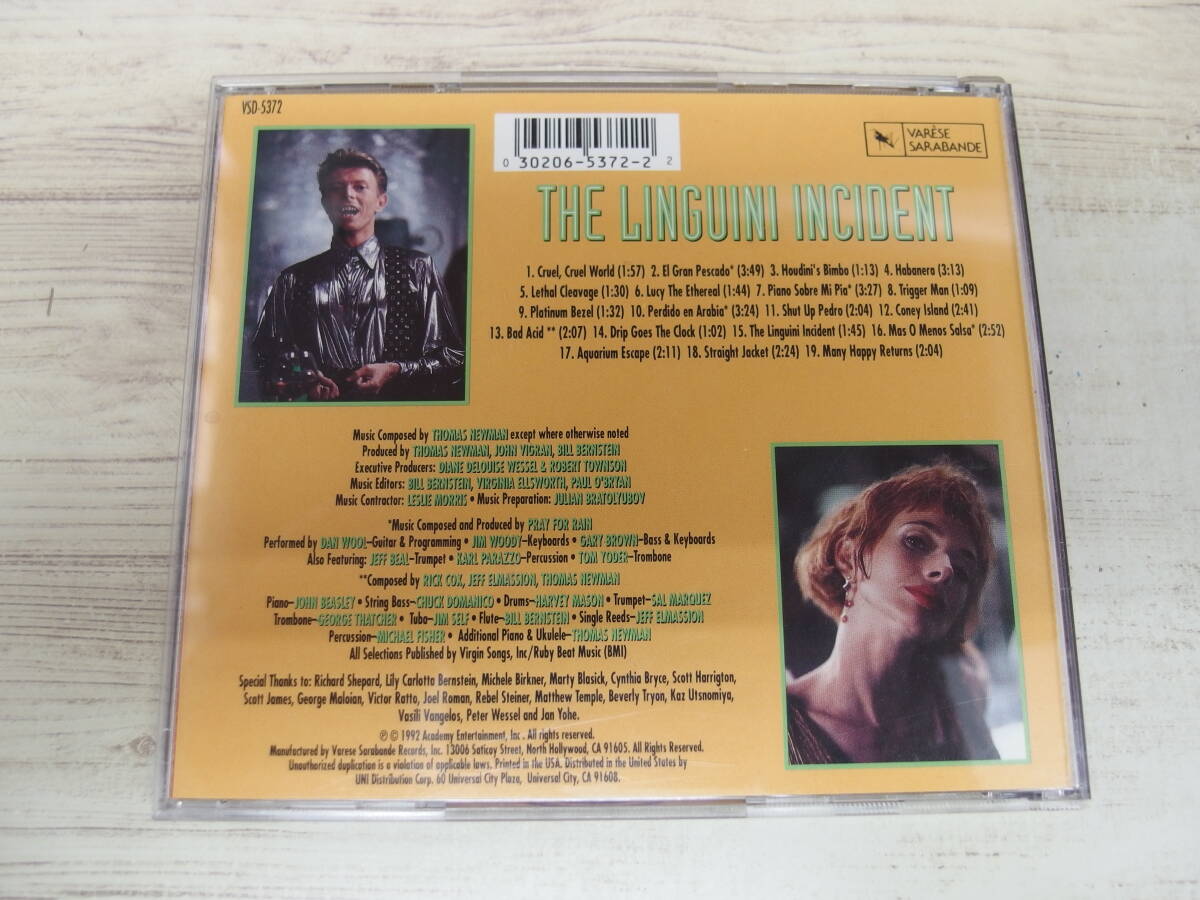 VSD-5372
0 30206-5372-2 2
VARÈSE
SARABANDE
THE LINGUINI INCIDENT
1. Cruel, Cruel World (1:57) 2. El Gran Pescado* (3:49) 3. Houdini's Bimbo (1:13) 4. Habanera (3:13)
5. Lethal Cleavage (1:30) 6. Lucy The Ethereal (1:44) 7. Piano Sobre Mi Pia* (3:27) 8. Trigger Man (1:09)
9. Platinum Bezel (1:32) 10. Perdido en Arabia* (3:24) 11. Shut Up Pedro (2:04) 12. Coney Island (2:41)
13. Bad Acid ** (2:07) 14. Drip Goes The Clock (1:02) 15. The Linguini Incident (1:45) 16. Mas O Menos Salsa* (2:52)
17. Aquarium Escape (2:11) 18. Straight Jacket (2:24) 19. Many Happy Returns (2:04)
Music Composed by THOMAS NEWMAN except where otherwise noted
Produced by THOMAS NEWMAN, JOHN VIGRAN, BILL BERNSTEIN
Executive Producers: DIANE DELOUISE WESSEL & ROBERT TOWNSON
Music Editors: BILL BERNSTEIN, VIRGINIA ELLSWORTH, PAUL O'BRYAN
Music Contractor: LESLIE MORRIS • Music Preparation: JULIAN BRATOLYUBOV
*Music Composed and Produced by PRAY FOR RAIN
Performed by DAN WOOL–Guitar & Programming • JIM WOODY–Keyboards • GARY BROWN–Bass & Keyboards
Also Featuring: JEFF BEAL–Trumpet • KARL PARAZZO–Percussion • TOM YODER–Trombone
**Composed by RICK COX, JEFF ELMASSION, THOMAS NEWMAN
Piano–JOHN BEASLEY • String Bass–CHUCK DOMANICO • Drums–HARVEY MASON • Trumpet–SAL MARQUEZ
Trombone–GEORGE THATCHER • Tuba–JIM SELF • Flute–BILL BERNSTEIN • Single Reeds–JEFF ELMASSION
Percussion–MICHAEL FISHER • Additional Piano & Ukulele–THOMAS NEWMAN
All Selections Published by Virgin Songs, Inc/Ruby Beat Music (BMI)
Special Thanks to: Richard Shepard, Lily Carlotta Bernstein, Michele Birkner, Marty Blasick, Cynthia Bryce, Scott Harrigton,
Scott James, George Maloian, Victor Ratto, Joel Roman, Rebel Steiner, Matthew Temple, Beverly Tryon, Kaz Utsnomiya,
Vasili Vangelos, Peter Wessel and Jan Yohe.
℗ © 1992 Academy Entertainment, Inc. All rights reserved.
Manufactured by Varese Sarabande Records, Inc. 13006 Saticoy Street, North Hollywood, CA 91605. All Rights Reserved.
Unauthorized duplication is a violation of applicable laws. Printed in the USA. Distributed in the United States by
UNI Distribution Corp. 60 Universal City Plaza, Universal City, CA 91608.